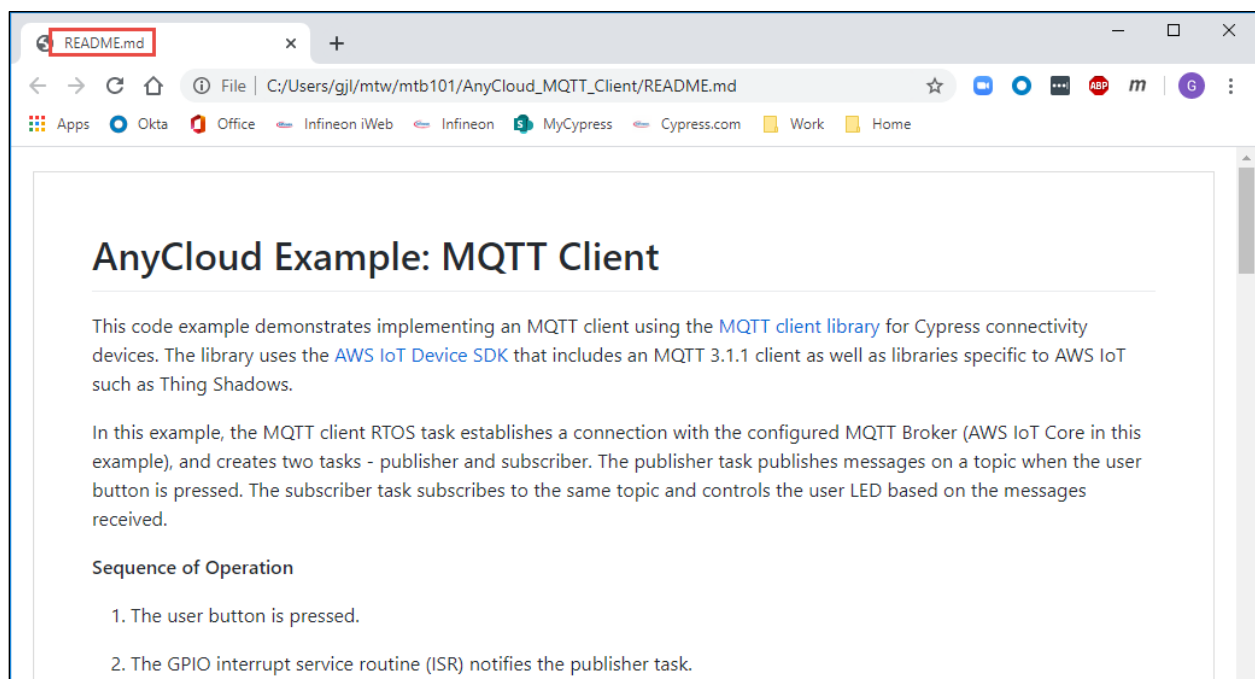 README.md
File | C:/Users/gjl/mtw/mtb101/AnyCloud_MQTT_Client/README.md ABP m G
Apps Okta Office Infineon iWeb Infineon MyCypress Cypress.com Work Home
AnyCloud Example: MQTT Client
This code example demonstrates implementing an MQTT client using the MQTT client library for Cypress connectivity
devices. The library uses the AWS IoT Device SDK that includes an MQTT 3.1.1 client as well as libraries specific to AWS IoT
such as Thing Shadows.
In this example, the MQTT client RTOS task establishes a connection with the configured MQTT Broker (AWS IoT Core in this
example), and creates two tasks - publisher and subscriber. The publisher task publishes messages on a topic when the user
button is pressed. The subscriber task subscribes to the same topic and controls the user LED based on the messages
received.
Sequence of Operation
1. The user button is pressed.
2. The GPIO interrupt service routine (ISR) notifies the publisher task.